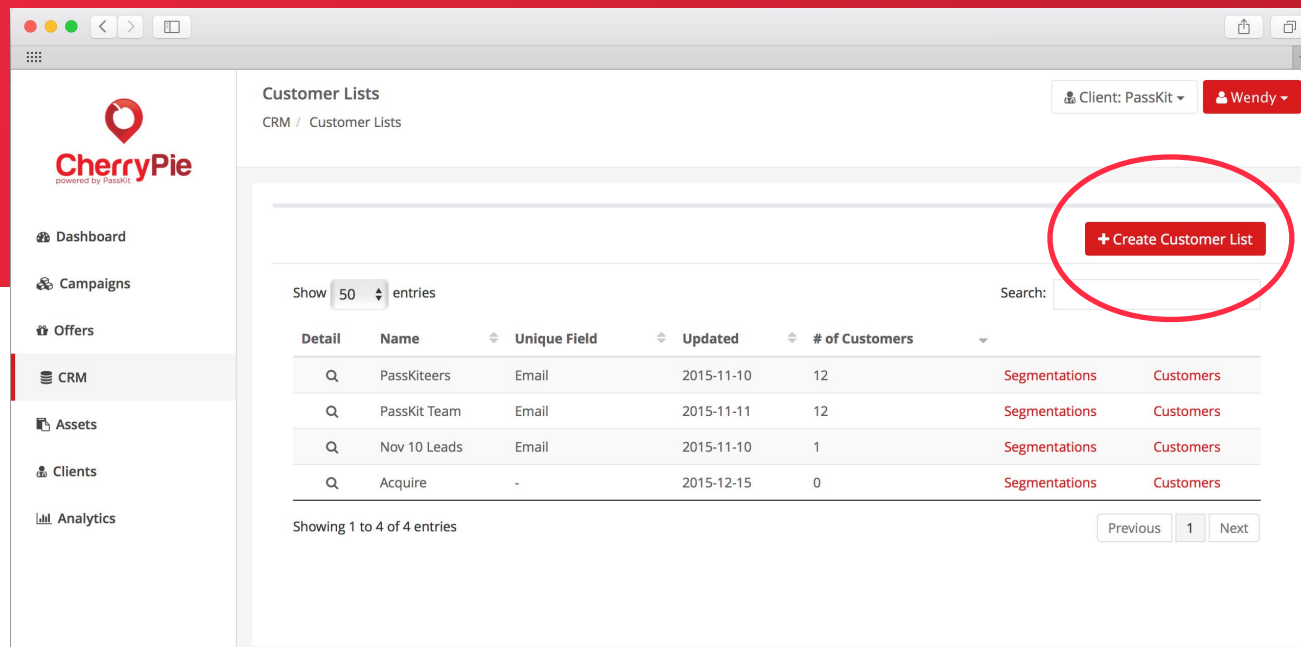 Customer Lists
CRM / Customer Lists
Client: PassKit
Wendy
CherryPie
powered by PassKit
Dashboard
Campaigns
Offers
CRM
Assets
Clients
Analytics
+ Create Customer List
Show 50 entries
Search:
Detail Name Unique Field Updated # of Customers
PassKiteers Email 2015-11-10 12 Segmentations Customers
PassKit Team Email 2015-11-11 12 Segmentations Customers
Nov 10 Leads Email 2015-11-10 1 Segmentations Customers
Acquire - 2015-12-15 0 Segmentations Customers
Showing 1 to 4 of 4 entries
Previous 1 Next